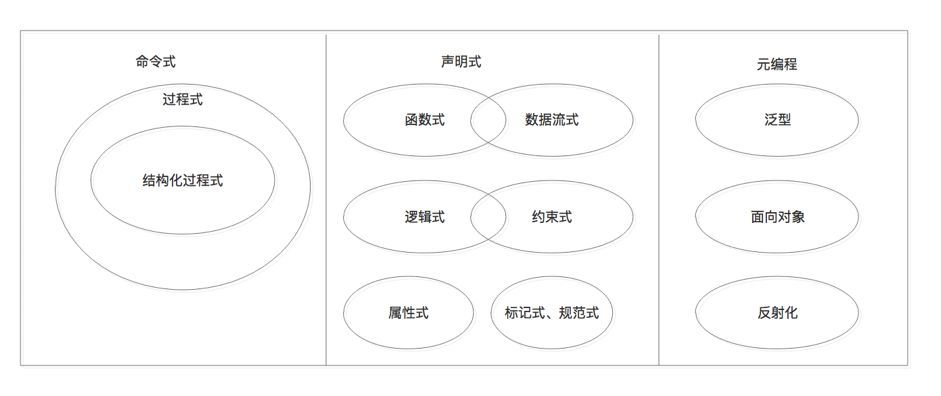 命令式
过程式
结构化过程式
声明式
函数式
数据流式
逻辑式
约束式
属性式
标记式、规范式
元编程
泛型
面向对象
反射化